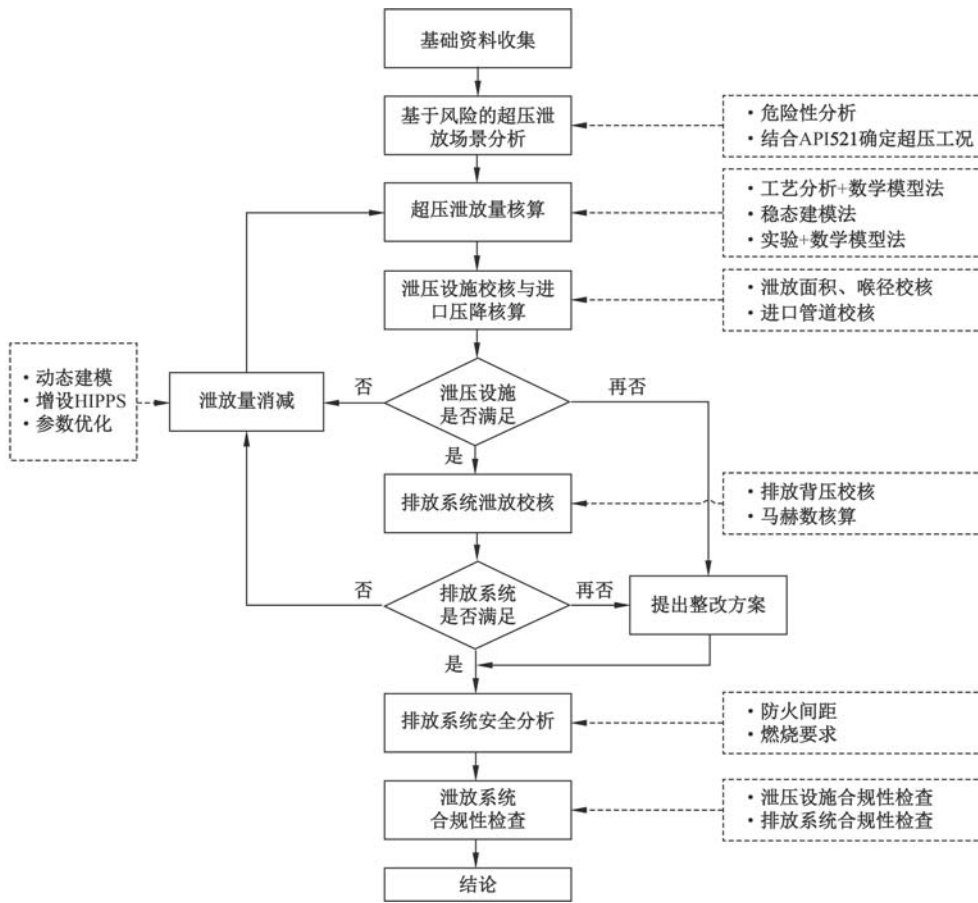 基础资料收集
基于风险的超压泄
放场景分析
• 危险性分析
• 结合API521确定超压工况
超压泄放量核算
• 工艺分析+数学模型法
• 稳态建模法
• 实验+数学模型法
泄压设施校核与进
口压降核算
• 泄放面积、喉径校核
• 进口管道校核
• 动态建模
• 增设HIPPS
• 参数优化
泄放量消减
否
泄压设施
是否满足
再否
是
排放系统泄放校核
• 排放背压校核
• 马赫数核算
否
排放系统
是否满足
再否
提出整改方案
是
排放系统安全分析
• 防火间距
• 燃烧要求
泄放系统
合规性检查
• 泄压设施合规性检查
• 排放系统合规性检查
结论